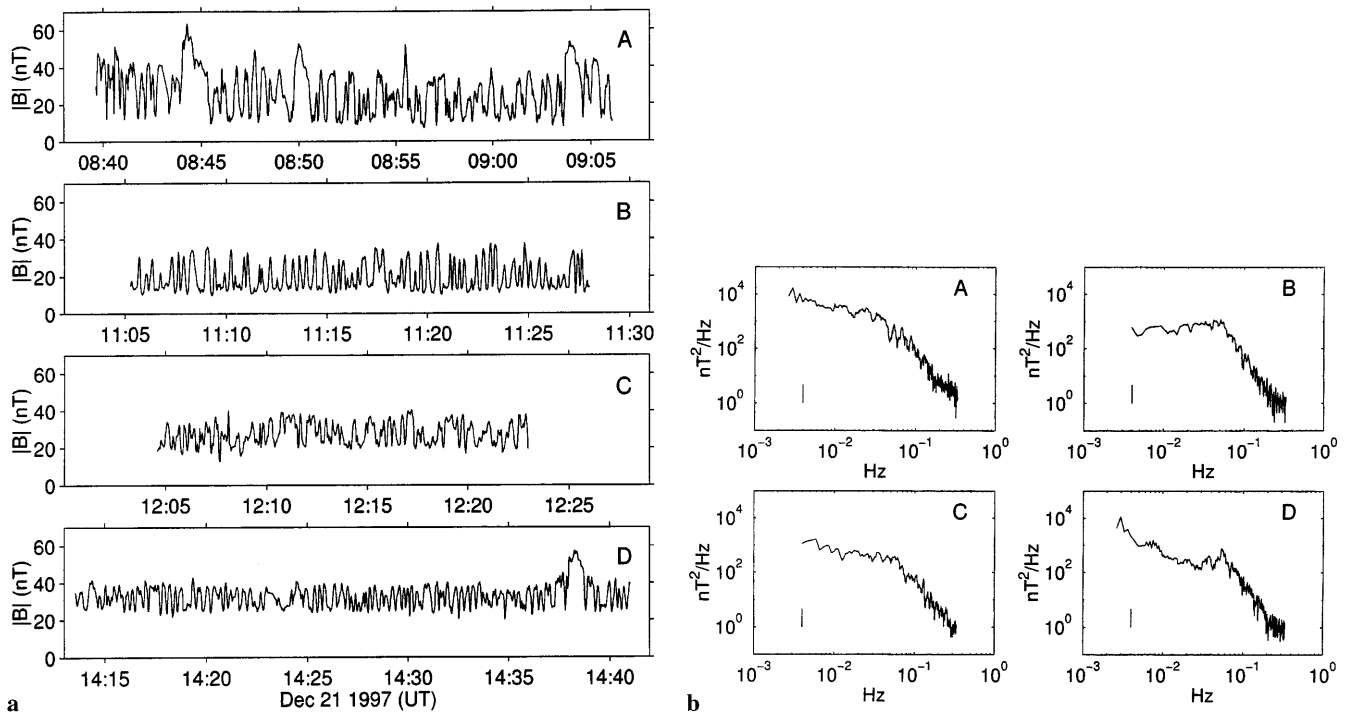 60
40
20
0
|B| (nT)
A
08:40 08:45 08:50 08:55 09:00 09:05
60
40
20
0
|B| (nT)
B
11:05 11:10 11:15 11:20 11:25 11:30
60
40
20
0
|B| (nT)
C
12:05 12:10 12:15 12:20 12:25
60
40
20
0
|B| (nT)
D
14:15 14:20 14:25 14:30 14:35 14:40
Dec 21 1997 (UT)
a
10^4
10^2
10^0
nT^2/Hz
A
10^-3 10^-2 10^-1 10^0
Hz
10^4
10^2
10^0
nT^2/Hz
B
10^-3 10^-2 10^-1 10^0
Hz
10^4
10^2
10^0
nT^2/Hz
C
10^-3 10^-2 10^-1 10^0
Hz
10^4
10^2
10^0
nT^2/Hz
D
10^-3 10^-2 10^-1 10^0
Hz
b